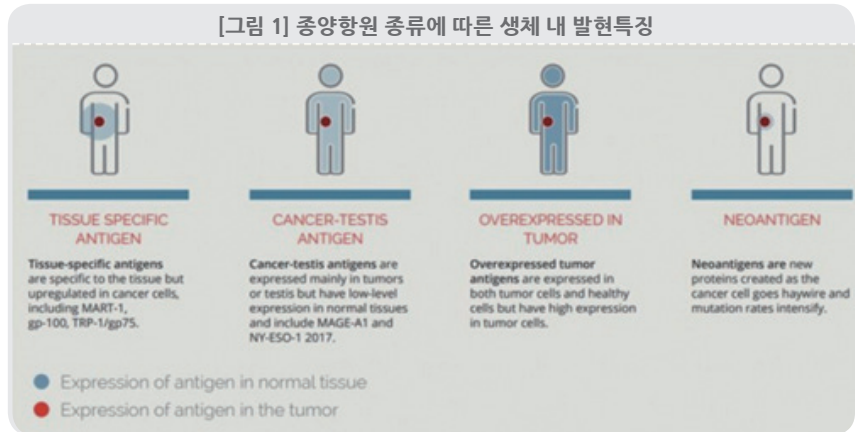 [그림 1] 종양항원 종류에 따른 생체 내 발현특징
TISSUE SPECIFIC
ANTIGEN
Tissue-specific antigens
are specific to the tissue but
upregulated in cancer cells,
including MART-1,
gp-100, TRP-1/gp75.
CANCER-TESTIS
ANTIGEN
Cancer-testis antigens are
expressed mainly in tumors
or testis but have low-level
expression in normal tissues
and include MAGE-A1 and
NY-ESO-1 2017.
OVEREXPRESSED IN
TUMOR
Overexpressed tumor
antigens are expressed in
both tumor cells and healthy
cells but have high expression
in tumor cells.
NEOANTIGEN
Neoantigens are new
proteins created as the
cancer cell goes haywire and
mutation rates intensify.
Expression of antigen in normal tissue
Expression of antigen in the tumor